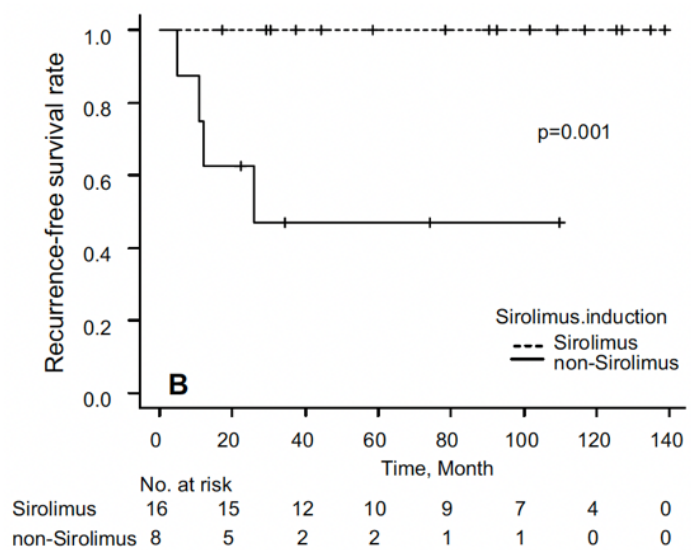 Recurrence-free survival rate
1.0
0.8
0.6
0.4
0.2
0.0
p=0.001
Sirolimus.induction
Sirolimus
non-Sirolimus
B
0 20 40 60 80 100 120 140
Time, Month
No. at risk
Sirolimus 16 15 12 10 9 7 4 0
non-Sirolimus 8 5 2 2 1 1 0 0